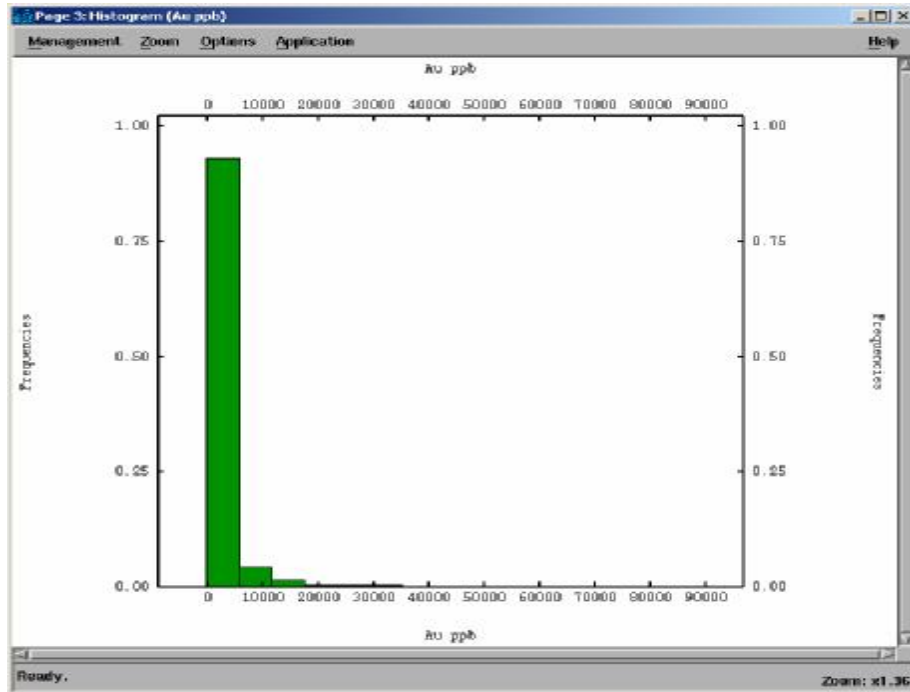 Page 3: Histogram (Au ppb)
Management Zoom Options Application Help
Au ppb
0 10000 20000 30000 40000 50000 60000 70000 80000 90000
1.00 1.00
0.75 0.75
Frequencies Frequencies
0.50 0.50
0.25 0.25
0.00 0.00
0 10000 20000 30000 40000 50000 60000 70000 80000 90000
Au ppb
Ready. Zoom: x1.36